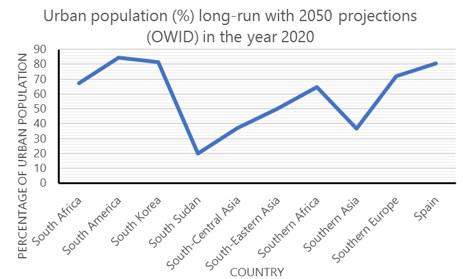 Urban population (%) long-run with 2050 projections
(OWID) in the year 2020
PERCENTAGE OF URBAN POPULATION
90
80
70
60
50
40
30
20
10
0
South Africa
South America
South Korea
South Sudan
South-Central Asia
South-Eastern Asia
Southern Africa
Southern Asia
Southern Europe
Spain
COUNTRY